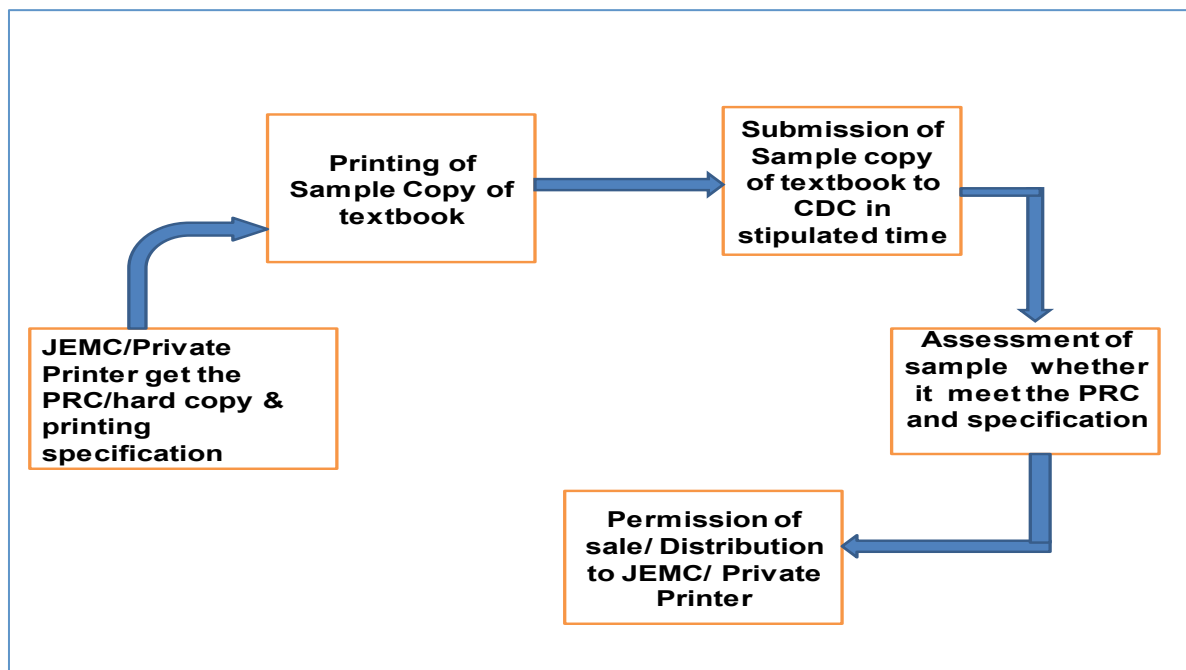 JEMC/Private
Printer get the
PRC/hard copy &
printing
specification
Printing of
Sample Copy of
textbook
Submission of
Sample copy
of textbook to
CDC in
stipulated time
Assessment of
sample whether
it meet the PRC
and specification
Permission of
sale/ Distribution
to JEMC/ Private
Printer